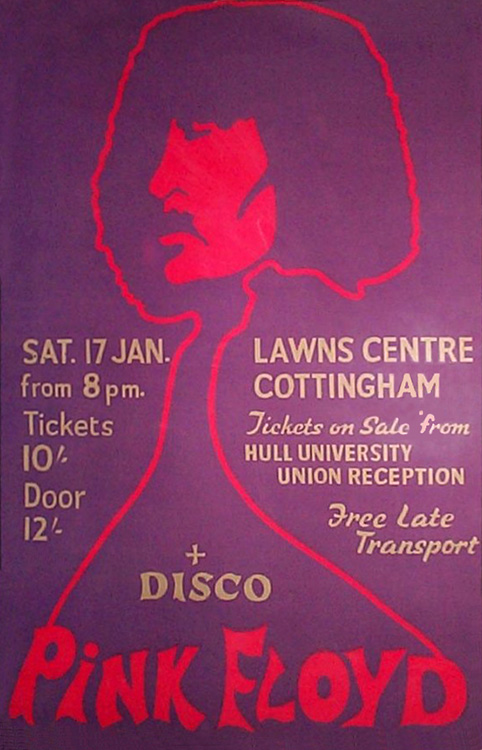 SAT. 17 JAN.
from 8 pm.
Tickets
10/-
Door
12/-
LAWNS CENTRE
COTTINGHAM
Tickets on Sale from
HULL UNIVERSITY
UNION RECEPTION
Free Late
Transport
+
DISCO
PINK FLOYD